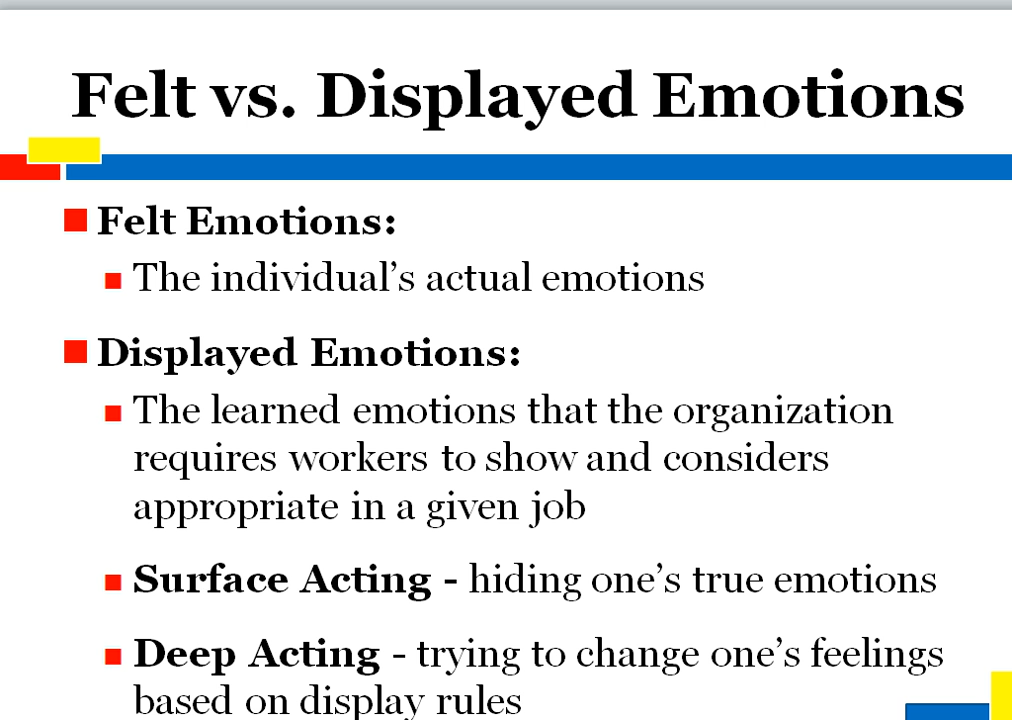 Felt vs. Displayed Emotions
Felt Emotions:
The individual’s actual emotions
Displayed Emotions:
The learned emotions that the organization
requires workers to show and considers
appropriate in a given job
Surface Acting - hiding one’s true emotions
Deep Acting - trying to change one’s feelings
based on display rules